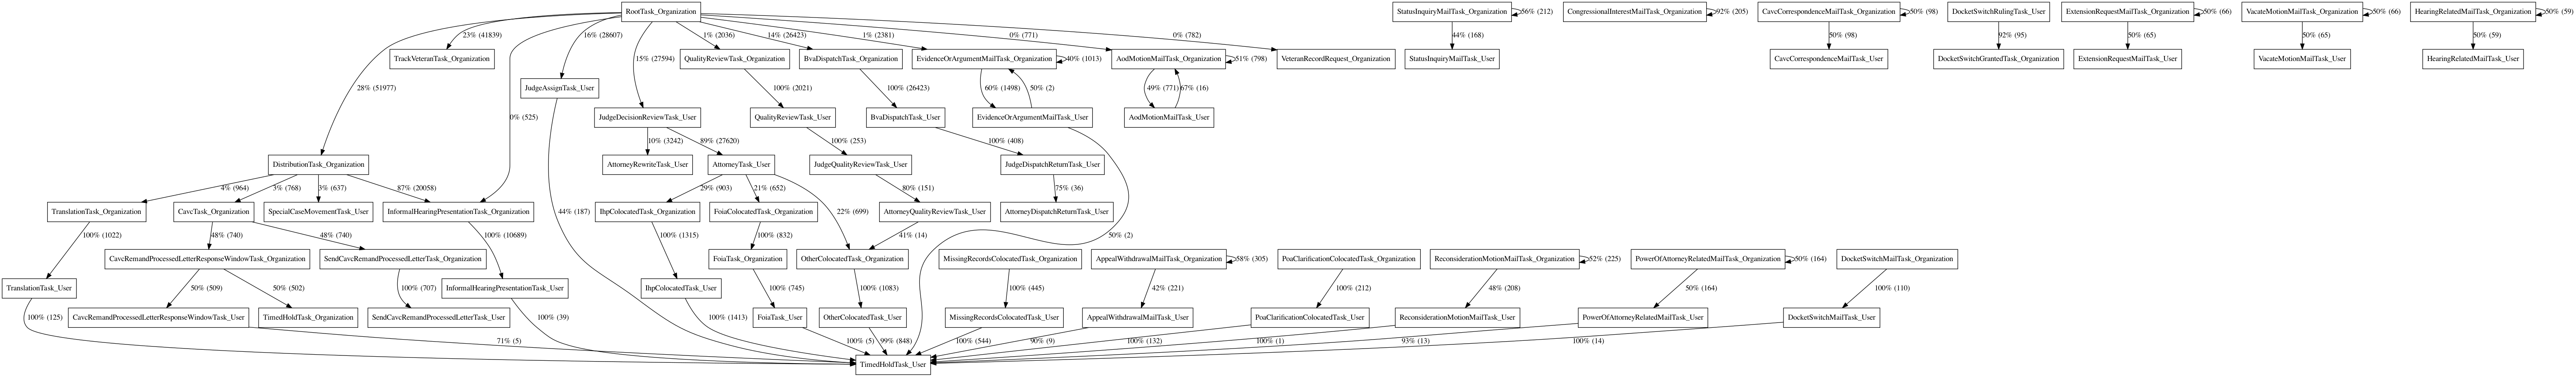 RootTask_Organization
StatusInquiryMailTask_Organization
56% (212)
CongressionalInterestMailTask_Organization
92% (205)
CavcCorrespondenceMailTask_Organization
50% (98)
DocketSwitchRulingTask_User
ExtensionRequestMailTask_Organization
50% (66)
VacateMotionMailTask_Organization
50% (66)
HearingRelatedMailTask_Organization
50% (59)
23% (41839)
16% (28607)
1% (2036)
14% (26423)
1% (2381)
0% (771)
0% (782)
44% (168)
50% (98)
92% (95)
50% (65)
50% (65)
50% (59)
TrackVeteranTask_Organization
15% (27594)
QualityReviewTask_Organization
BvaDispatchTask_Organization
EvidenceOrArgumentMailTask_Organization
40% (1013)
AodMotionMailTask_Organization
51% (798)
VeteranRecordRequest_Organization
StatusInquiryMailTask_User
CavcCorrespondenceMailTask_User
DocketSwitchGrantedTask_Organization
ExtensionRequestMailTask_User
VacateMotionMailTask_User
HearingRelatedMailTask_User
28% (51977)
JudgeAssignTask_User
100% (2021)
100% (26423)
60% (1498)
50% (2)
49% (771)
67% (16)
0% (525)
JudgeDecisionReviewTask_User
QualityReviewTask_User
BvaDispatchTask_User
EvidenceOrArgumentMailTask_User
AodMotionMailTask_User
10% (3242)
89% (27620)
100% (253)
100% (408)
DistributionTask_Organization
AttorneyRewriteTask_User
AttorneyTask_User
JudgeQualityReviewTask_User
JudgeDispatchReturnTask_User
4% (964)
3% (768)
3% (637)
87% (20058)
29% (903)
21% (652)
80% (151)
75% (36)
TranslationTask_Organization
CavcTask_Organization
SpecialCaseMovementTask_User
InformalHearingPresentationTask_Organization
44% (187)
IhpColocatedTask_Organization
FoiaColocatedTask_Organization
22% (699)
AttorneyQualityReviewTask_User
AttorneyDispatchReturnTask_User
100% (1022)
48% (740)
48% (740)
100% (10689)
100% (1315)
100% (832)
41% (14)
50% (2)
CavcRemandProcessedLetterResponseWindowTask_Organization
SendCavcRemandProcessedLetterTask_Organization
FoiaTask_Organization
OtherColocatedTask_Organization
MissingRecordsColocatedTask_Organization
AppealWithdrawalMailTask_Organization
58% (305)
PoaClarificationColocatedTask_Organization
ReconsiderationMotionMailTask_Organization
52% (225)
PowerOfAttorneyRelatedMailTask_Organization
50% (164)
DocketSwitchMailTask_Organization
TranslationTask_User
50% (509)
50% (502)
100% (707)
InformalHearingPresentationTask_User
IhpColocatedTask_User
100% (745)
100% (1083)
100% (445)
42% (221)
100% (212)
48% (208)
50% (164)
100% (110)
100% (125)
CavcRemandProcessedLetterResponseWindowTask_User
TimedHoldTask_Organization
SendCavcRemandProcessedLetterTask_User
100% (39)
100% (1413)
FoiaTask_User
OtherColocatedTask_User
MissingRecordsColocatedTask_User
AppealWithdrawalMailTask_User
PoaClarificationColocatedTask_User
ReconsiderationMotionMailTask_User
PowerOfAttorneyRelatedMailTask_User
DocketSwitchMailTask_User
71% (5)
100% (5)
99% (848)
100% (544)
90% (9)
100% (132)
100% (1)
93% (13)
100% (14)
TimedHoldTask_User